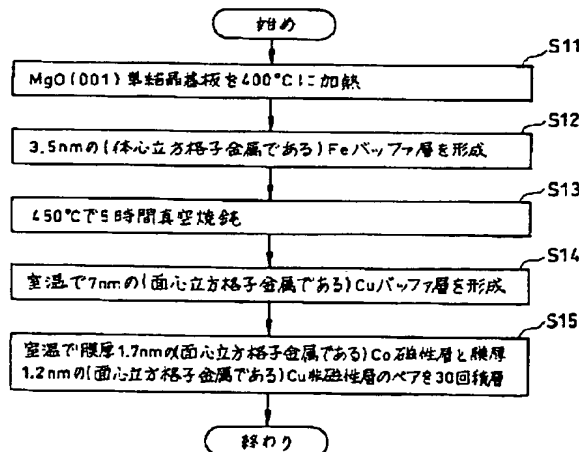 始め
S11
MgO(001)単結晶基板を400°Cに加熱
S12
3.5nmの(体心立方格子金属である)Feバッファ層を形成
S13
450°Cで5時間真空焼鈍
S14
室温で7nmの(面心立方格子金属である)Cuバッファ層を形成
S15
室温で膜厚1.7nmの(面心立方格子金属である)Co磁性層と膜厚
1.2nmの(面心立方格子金属である)Cu非磁性層のペアを30回積層
終わり